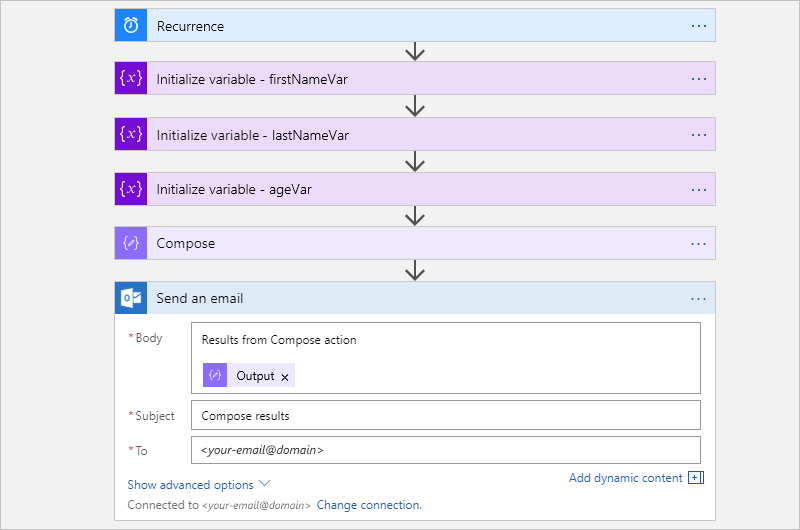 Recurrence
Initialize variable - firstNameVar
Initialize variable - lastNameVar
Initialize variable - ageVar
Compose
Send an email
*Body
Results from Compose action
Output ×
*Subject
Compose results
*To
<your-email@domain>
Add dynamic content
Show advanced options
Connected to <your-email@domain> Change connection.